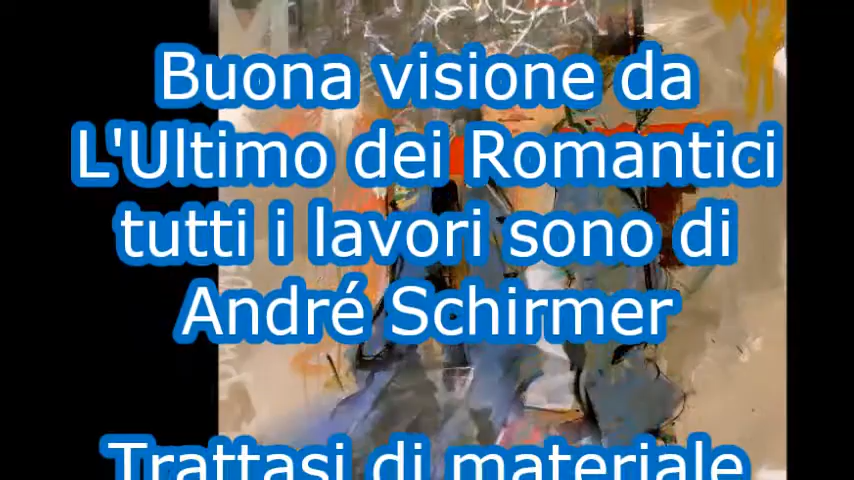 Buona visione da
L'Ultimo dei Romantici
tutti i lavori sono di
André Schirmer
Trattasi di materiale